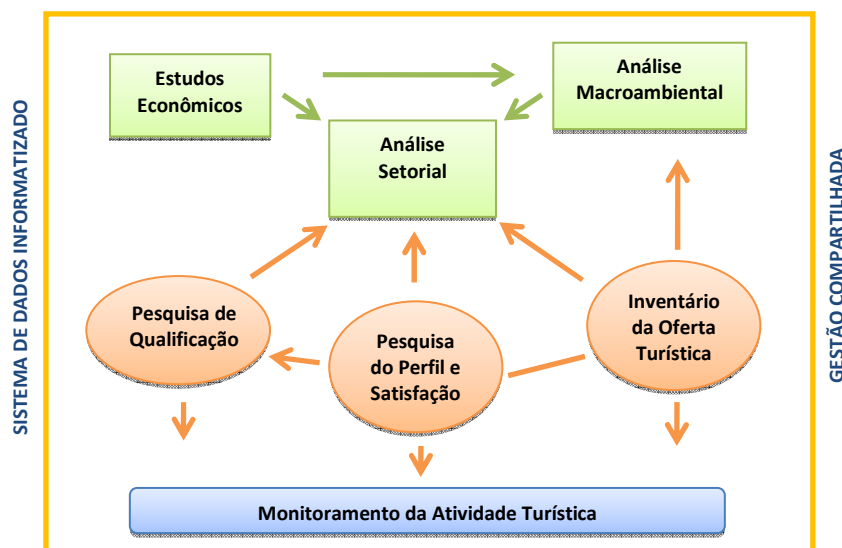 SISTEMA DE DADOS INFORMATIZADO
Estudos
Econômicos
Análise
Macroambiental
Análise
Setorial
Pesquisa de
Qualificação
Pesquisa
do Perfil e
Satisfação
Inventário
da Oferta
Turística
Monitoramento da Atividade Turística
GESTÃO COMPARTILHADA